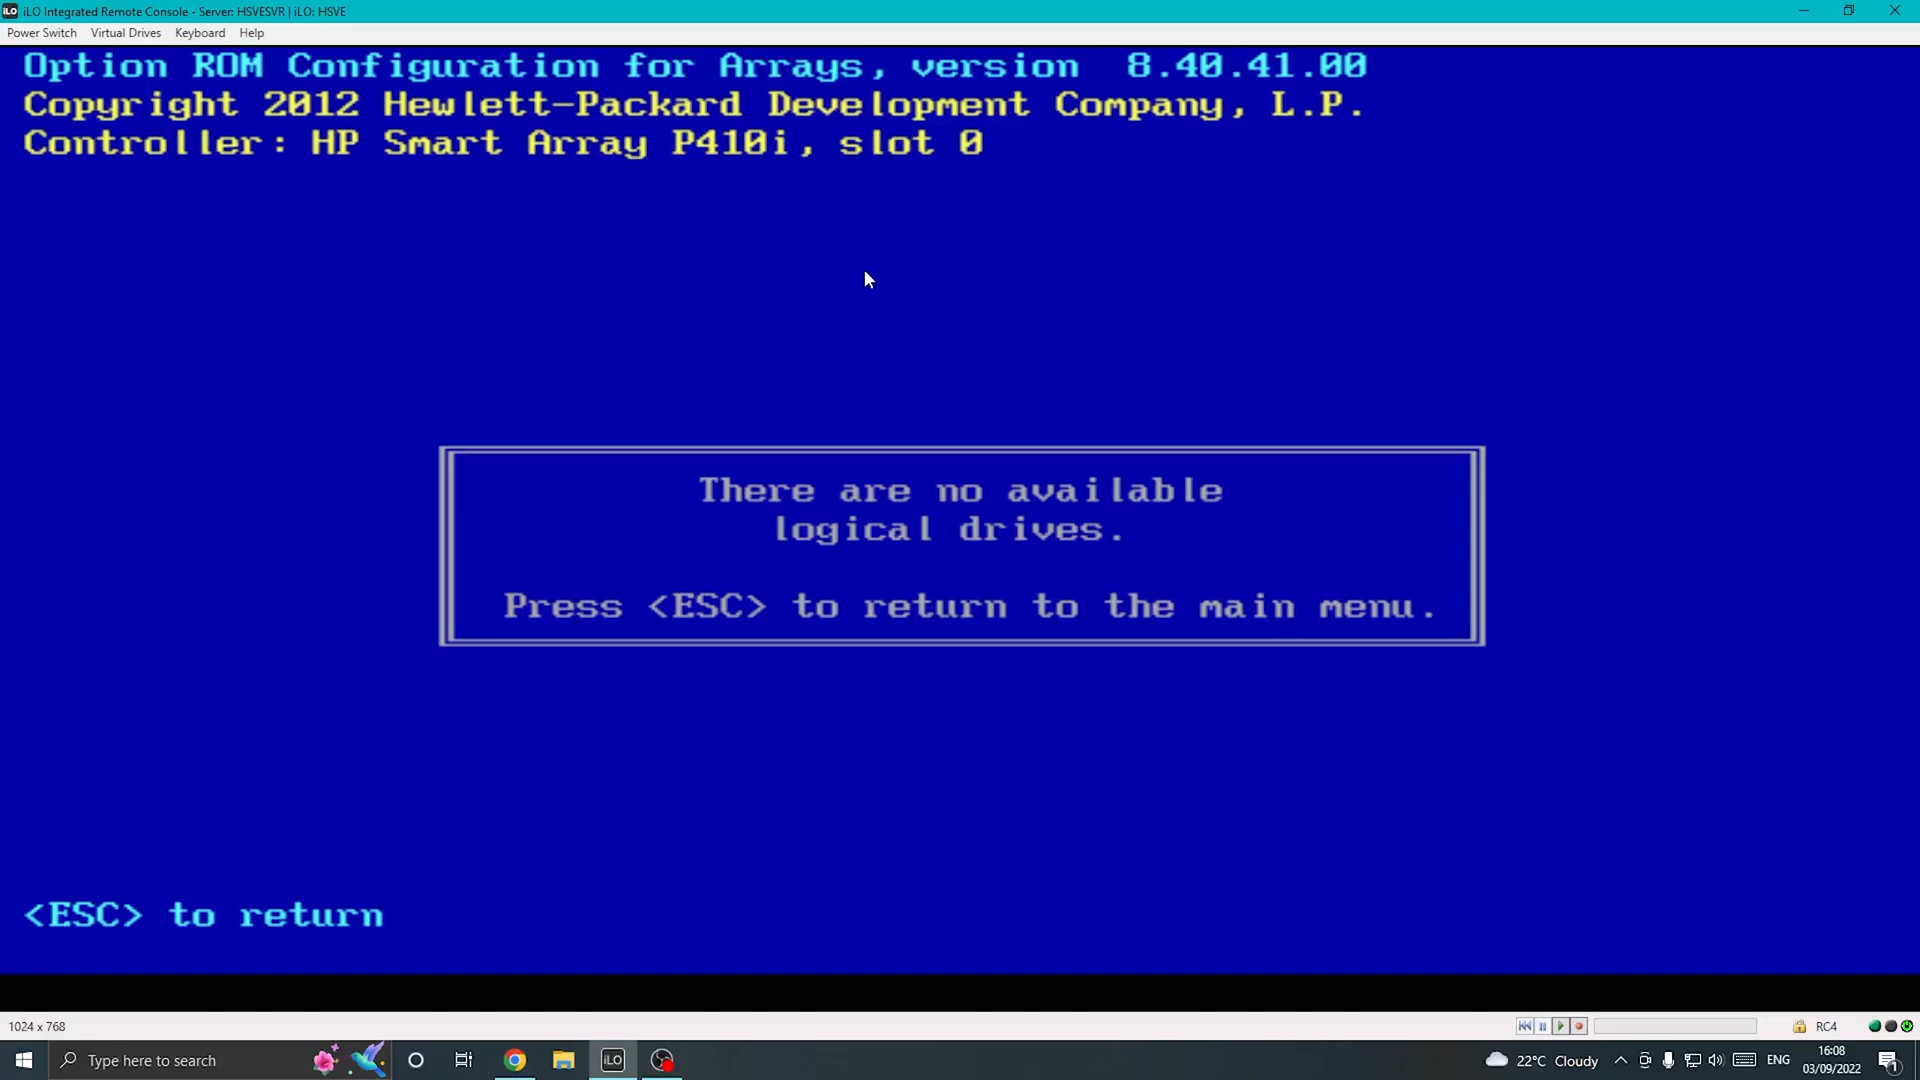 iLO iLO Integrated Remote Console - Server: HSVESVR | iLO: HSVE
Power Switch Virtual Drives Keyboard Help
Option ROM Configuration for Arrays, version 8.40.41.00
Copyright 2012 Hewlett-Packard Development Company, L.P.
Controller: HP Smart Array P410i, slot 0
There are no available
logical drives.
Press <ESC> to return to the main menu.
<ESC> to return
1024 x 768 RC4
Type here to search iLO 22°C Cloudy ENG 16:08
03/09/2022 1